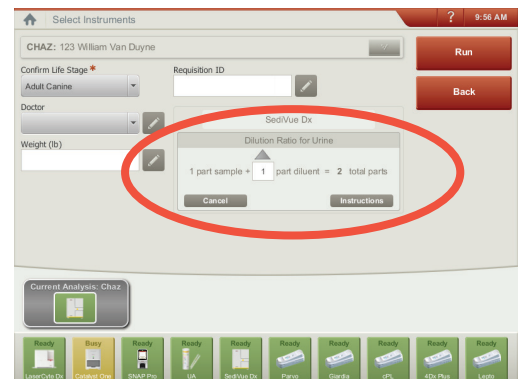 Select Instruments ? 9:56 AM
CHAZ: 123 William Van Duyne
Run
Confirm Life Stage * Requisition ID
Adult Canine
Back
Doctor
SediVue Dx
Dilution Ratio for Urine
Weight (lb)
1 part sample + 1 part diluent = 2 total parts
Cancel Instructions
Current Analysis: Chaz
Ready Busy Ready Ready Ready Ready Ready Ready Ready Ready
LaserCyte Dx Catalyst One SNAP Pro UA SediVue Dx Parvo Giardia cPL 4Dx Plus Lepto